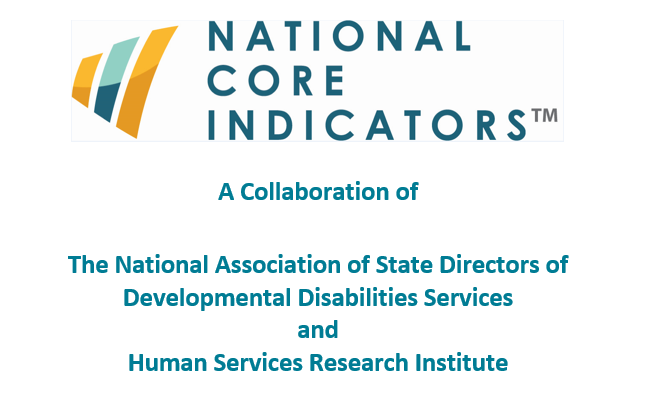 NATIONAL
CORE
INDICATORS™
A Collaboration of
The National Association of State Directors of
Developmental Disabilities Services
and
Human Services Research Institute